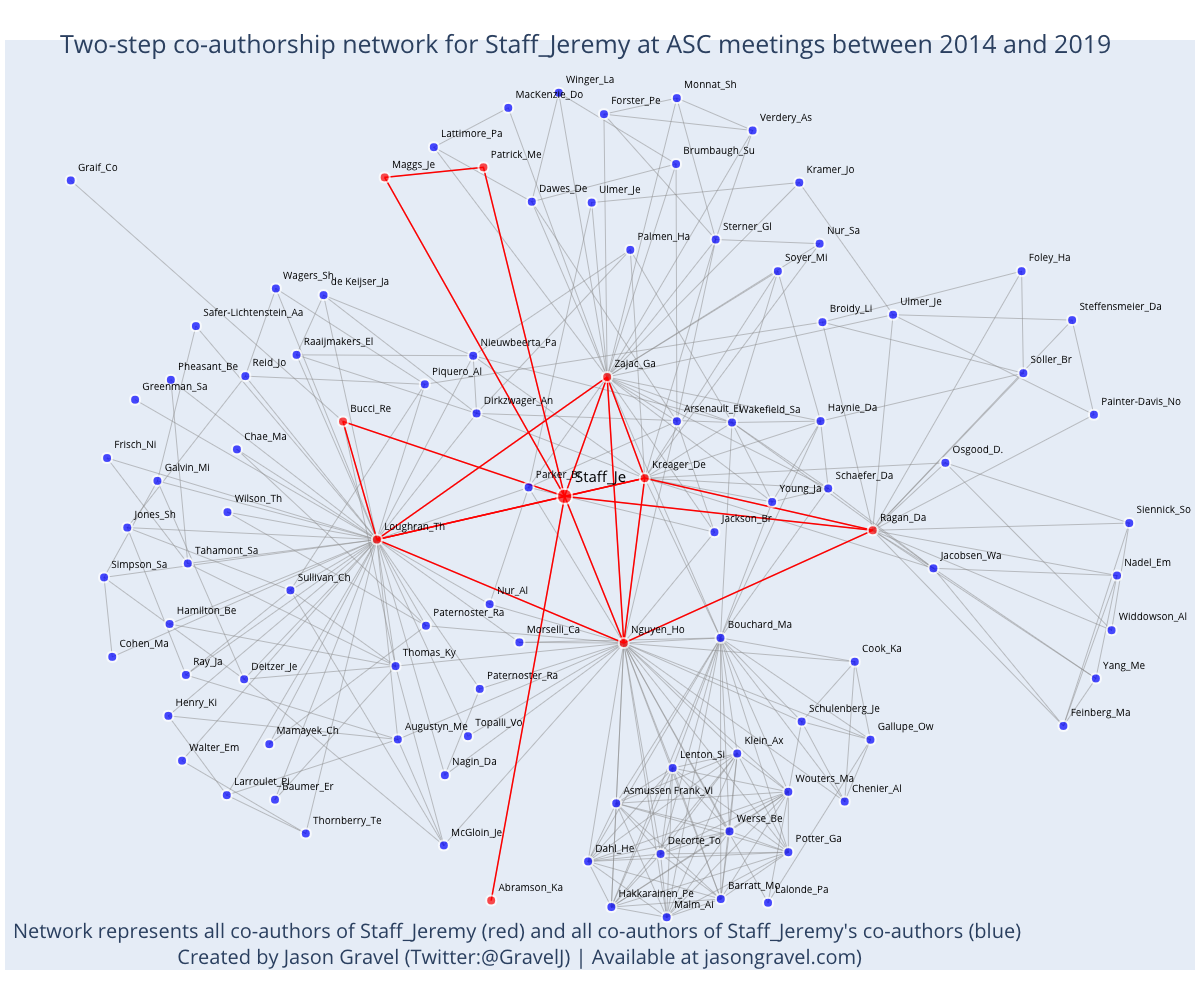 Two-step co-authorship network for Staff_Jeremy at ASC meetings between 2014 and 2019
Winger_La
Monnat_Sh
MacKenzie_Do
Forster_Pe
Verdery_As
Lattimore_Pa
Patrick_Me
Brumbaugh_Su
Maggs_Je
Graif_Co
Kramer_Jo
Dawes_De
Ulmer_Je
Sterner_Gl
Nur_Sa
Palmen_Ha
Soyer_Mi
Foley_Ha
Wagers_Sh
de Keijser_Ja
Broidy_Li
Ulmer_Je
Steffensmeier_Da
Safer-Lichtenstein_Aa
Raaijmakers_El
Nieuwbeerta_Pa
Pheasant_Be
Reid_Jo
Piquero_Al
Zajac_Ga
Soller_Br
Greenman_Sa
Bucci_Re
Dirkzwager_An
Wakefield_Sa
Haynie_Da
Painter-Davis_No
Chae_Ma
Frisch_Ni
Galvin_Mi
Kreager_De
Osgood_D.
Staff_Je
Schaefer_Da
Young_Ja
Wilson_Th
Jones_Sh
Loughran_Th
Jackson_Br
Ragan_Da
Siennick_So
Simpson_Sa
Tahamont_Sa
Jacobsen_Wa
Nadel_Em
Sullivan_Ch
Nur_Al
Hamilton_Be
Paternoster_Ra
Morselli_Ca
Nguyen_Ho
Bouchard_Ma
Widdowson_Al
Cohen_Ma
Ray_Ja
Deitzer_Je
Thomas_Ky
Cook_Ka
Yang_Me
Paternoster_Ra
Henry_Ki
Schulenberg_Je
Feinberg_Ma
Mamayek_Ch
Augustyn_Me
Topalli_Vo
Gallupe_Ow
Walter_Em
Nagin_Da
Lenton_Si
Klein_Ax
Baumer_Er
Asmussen Frank_Vi
Wouters_Ma
Chenier_Al
Thornberry_Te
McGloin_Je
Werse_Be
Dahl_He
Decorte_To
Potter_Ga
Abramson_Ka
Hakkarainen_Pe
Malm_Ai
Barratt_Mo
Lalonde_Pa
Network represents all co-authors of Staff_Jeremy (red) and all co-authors of Staff_Jeremy's co-authors (blue)
Created by Jason Gravel (Twitter:@GravelJ) | Available at jasongravel.com)